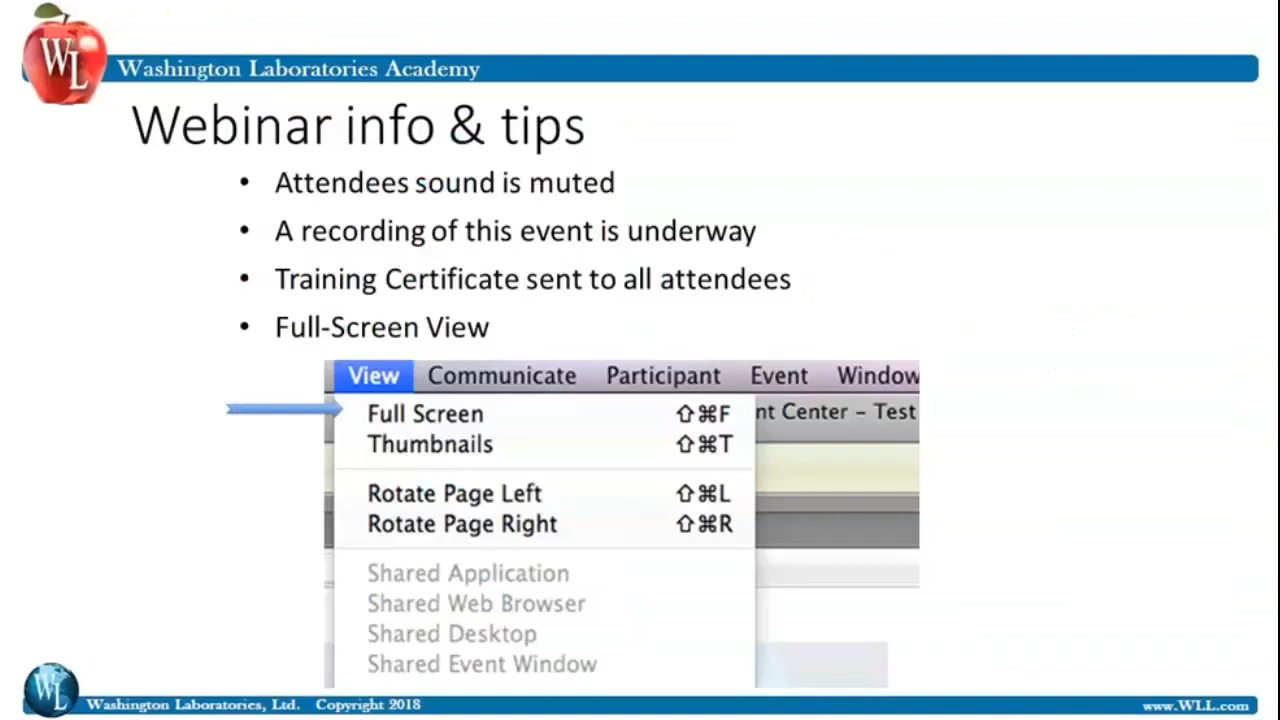 WL
Washington Laboratories Academy
Webinar info & tips
• Attendees sound is muted
• A recording of this event is underway
• Training Certificate sent to all attendees
• Full-Screen View
View Communicate Participant Event Window
Full Screen ⇧⌘F nt Center – Test
Thumbnails ⇧⌘T
Rotate Page Left ⇧⌘L
Rotate Page Right ⇧⌘R
Shared Application
Shared Web Browser
Shared Desktop
Shared Event Window
WL
Washington Laboratories, Ltd. Copyright 2018 www.WLL.com